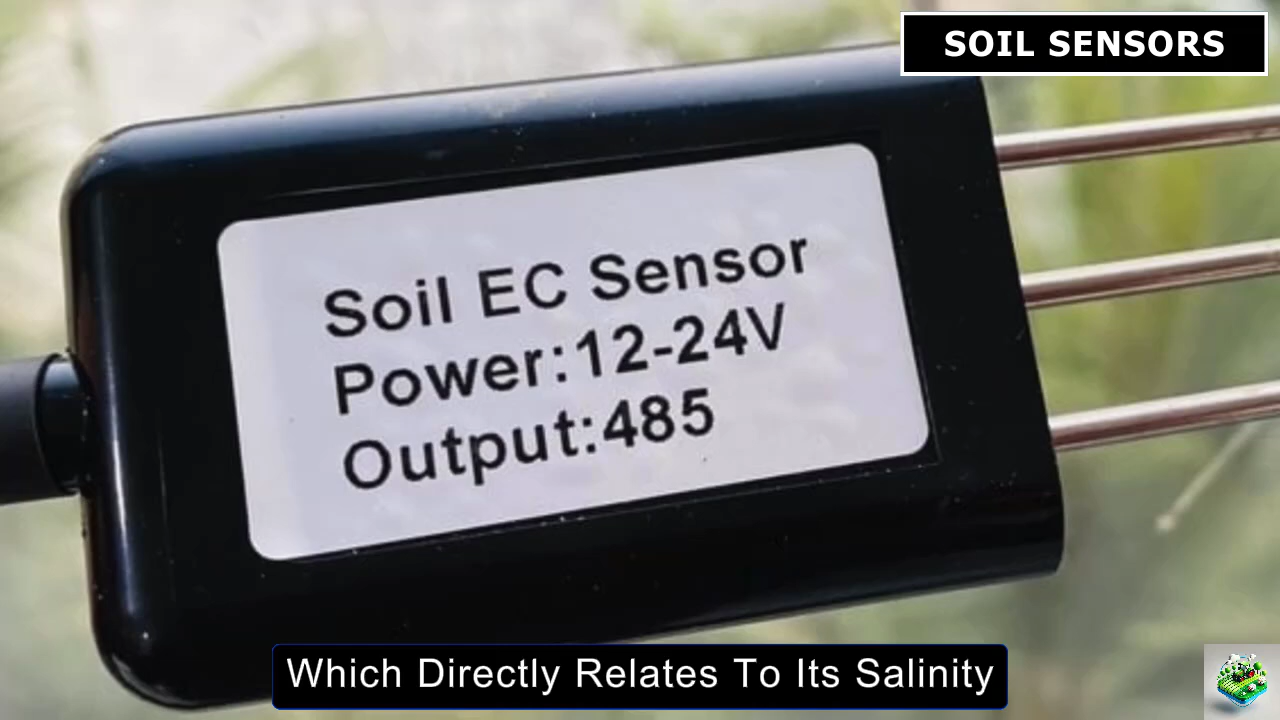 SOIL SENSORS
Soil EC Sensor
Power:12-24V
Output:485
Which Directly Relates To Its Salinity